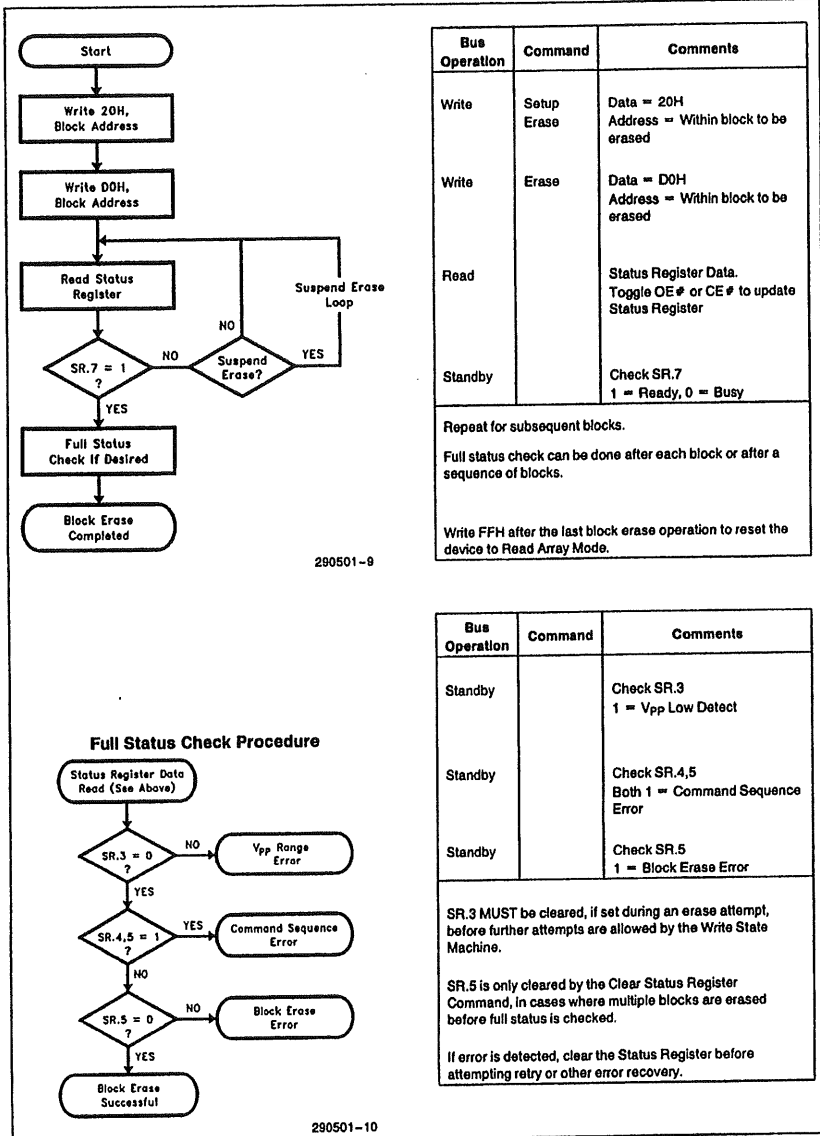 Start
Write 20H,
Block Address
Write D0H,
Block Address
Read Status
Register
Suspend Erase
Loop
NO
SR.7 = 1
?
NO
Suspend
Erase?
YES
YES
Full Status
Check if Desired
Block Erase
Completed
290501-9
Bus
Operation
Command
Comments
Write
Setup
Erase
Data = 20H
Address = Within block to be
erased
Write
Erase
Data = D0H
Address = Within block to be
erased
Read
Status Register Data.
Toggle OE# or CE# to update
Status Register
Standby
Check SR.7
1 = Ready, 0 = Busy
Repeat for subsequent blocks.
Full status check can be done after each block or after a
sequence of blocks.
Write FFH after the last block erase operation to reset the
device to Read Array Mode.
Full Status Check Procedure
Status Register Data
Read (See Above)
SR.3 = 0
?
NO
VPP Range
Error
YES
SR.4,5 = 1
?
YES
Command Sequence
Error
NO
SR.5 = 0
?
NO
Block Erase
Error
YES
Block Erase
Successful
290501-10
Bus
Operation
Command
Comments
Standby
Check SR.3
1 = VPP Low Detect
Standby
Check SR.4,5
Both 1 = Command Sequence
Error
Standby
Check SR.5
1 = Block Erase Error
SR.3 MUST be cleared, if set during an erase attempt,
before further attempts are allowed by the Write State
Machine.
SR.5 is only cleared by the Clear Status Register
Command, in cases where multiple blocks are erased
before full status is checked.
If error is detected, clear the Status Register before
attempting retry or other error recovery.